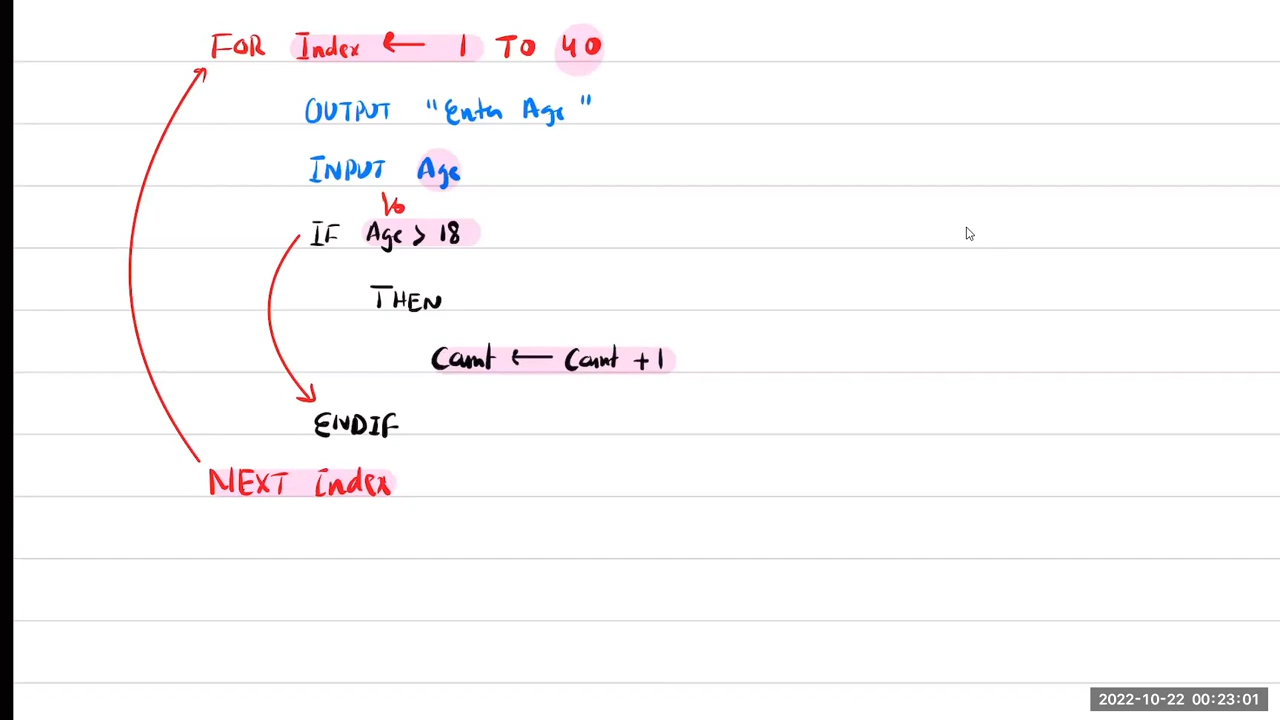 FOR Index ← 1 TO 40
OUTPUT "Enter Age"
INPUT Age
IF Age > 18
THEN
Count ← Count + 1
ENDIF
NEXT Index
2022-10-22 00:23:01